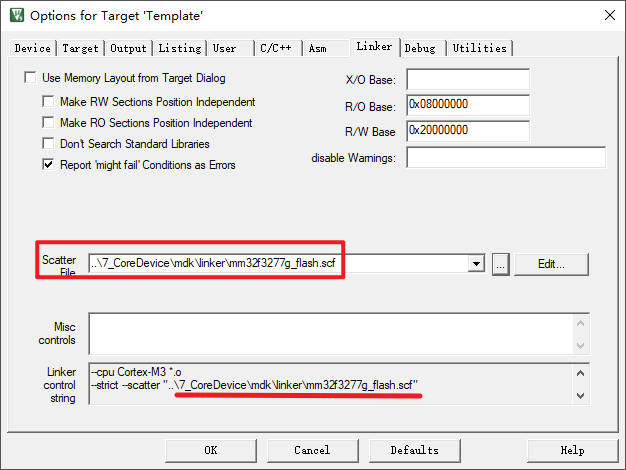 Options for Target 'Template'
Device Target Output Listing User C/C++ Asm Linker Debug Utilities
Use Memory Layout from Target Dialog
X/O Base:
Make RW Sections Position Independent
R/O Base: 0x08000000
Make RO Sections Position Independent
R/W Base 0x20000000
Don't Search Standard Libraries
disable Warnings:
Report 'might fail' Conditions as Errors
Scatter
File
..\7_CoreDevice\mdk\linker\mm32f3277g_flash.scf
...
Edit...
Misc
controls
Linker
control
string
--cpu Cortex-M3 *.o
--strict --scatter "..\7_CoreDevice\mdk\linker\mm32f3277g_flash.scf"
OK Cancel Defaults Help